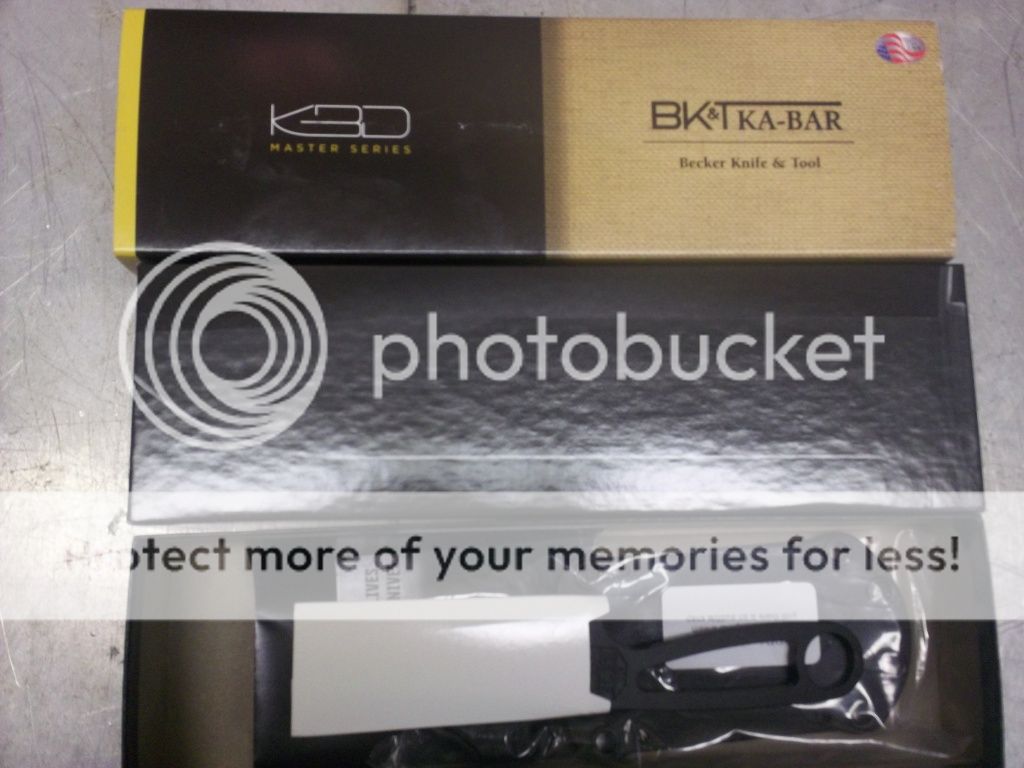 KBD
MASTER SERIES
BK&T KA-BAR
Becker Knife & Tool
photobucket
Protect more of your memories for less!